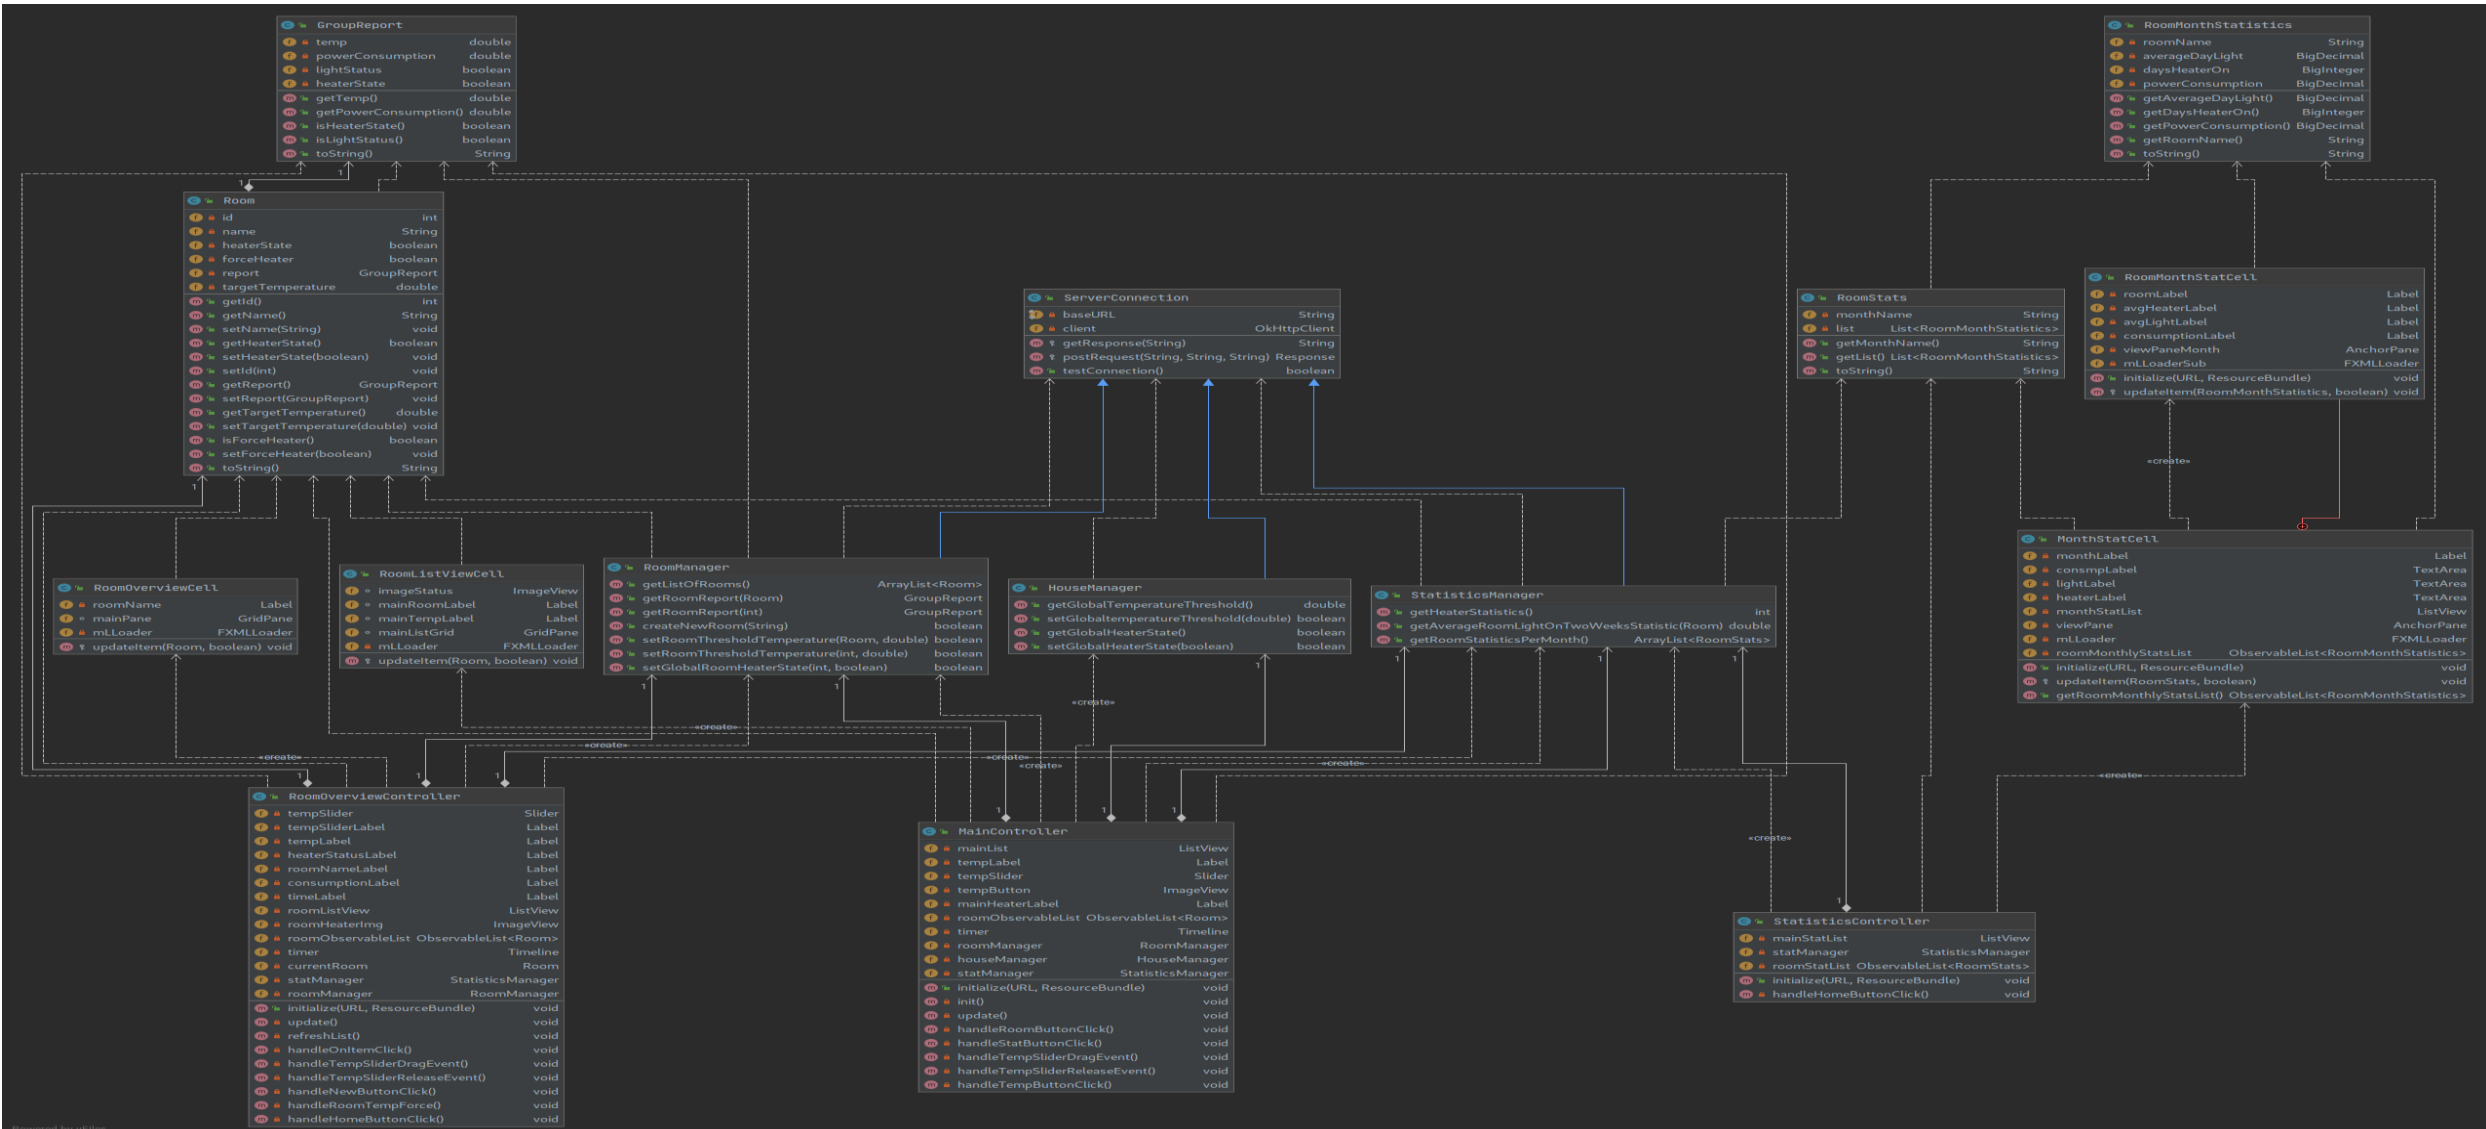 GroupReport
temp double
powerConsumption double
lightStatus boolean
heaterState boolean
getTemp() double
getPowerConsumption() double
isHeaterState() boolean
isLightStatus() boolean
toString() String
RoomMonthStatistics
roomName String
averageDayLight BigDecimal
daysHeaterOn BigInteger
powerConsumption BigDecimal
getAverageDayLight() BigDecimal
getDaysHeaterOn() BigInteger
getPowerConsumption() BigDecimal
getRoomName() String
toString() String
1
1
Room
id int
name String
heaterState boolean
forceHeater boolean
report GroupReport
targetTemperature double
getId() int
getName() String
setName(String) void
getHeaterState() boolean
setHeaterState(boolean) void
setId(int) void
getReport() GroupReport
setReport(GroupReport) void
getTargetTemperature() double
setTargetTemperature(double) void
isForceHeater() boolean
setForceHeater(boolean) void
toString() String
1
ServerConnection
baseURL String
client OkHttpClient
getResponse(String) String
postRequest(String, String, String) Response
testConnection() boolean
RoomStats
monthName String
list List<RoomMonthStatistics>
getMonthName() String
getList() List<RoomMonthStatistics>
toString() String
RoomMonthStatCell
roomLabel Label
avgHeaterLabel Label
avgLightLabel Label
consumptionLabel Label
viewPaneMonth AnchorPane
mLLoaderSub FXMLLoader
initialize(URL, ResourceBundle) void
updateItem(RoomMonthStatistics, boolean) void
«create»
RoomOverviewCell
roomName Label
mainPane GridPane
mLLoader FXMLLoader
updateItem(Room, boolean) void
RoomListViewCell
imageStatus ImageView
mainRoomLabel Label
mainTempLabel Label
mainListGrid GridPane
mLLoader FXMLLoader
updateItem(Room, boolean) void
RoomManager
getListOfRooms() ArrayList<Room>
getRoomReport(Room) GroupReport
getRoomReport(int) GroupReport
createNewRoom(String) boolean
setRoomThresholdTemperature(Room, double) boolean
setRoomThresholdTemperature(int, double) boolean
setGlobalRoomHeaterState(int, boolean) boolean
HouseManager
getGlobalTemperatureThreshold() double
setGlobaltemperatureThreshold(double) boolean
getGlobalHeaterState() boolean
setGlobalHeaterState(boolean) boolean
StatisticsManager
getHeaterStatistics() int
getAverageRoomLightOnTwoWeeksStatistic(Room) double
getRoomStatisticsPerMonth() ArrayList<RoomStats>
MonthStatCell
monthLabel Label
consmpLabel TextArea
lightLabel TextArea
heaterLabel TextArea
monthStatList ListView
viewPane AnchorPane
mLLoader FXMLLoader
roomMonthlyStatsList ObservableList<RoomMonthStatistics>
initialize(URL, ResourceBundle) void
updateItem(RoomStats, boolean) void
getRoomMonthlyStatsList() ObservableList<RoomMonthStatistics>
1
1
1
1
1
1
«create»
«create»
«create»
«create»
«create»
«create»
«create»
«create»
1
1
1
1
1
1
RoomOverviewController
tempSlider Slider
tempSliderLabel Label
tempLabel Label
heaterStatusLabel Label
roomNameLabel Label
consumptionLabel Label
timeLabel Label
roomListView ListView
roomHeaterImg ImageView
roomObservableList ObservableList<Room>
timer Timeline
currentRoom Room
statManager StatisticsManager
roomManager RoomManager
initialize(URL, ResourceBundle) void
update() void
refreshList() void
handleOnItemClick() void
handleTempSliderDragEvent() void
handleTempSliderReleaseEvent() void
handleNewButtonClick() void
handleRoomTempForce() void
handleHomeButtonClick() void
MainController
mainList ListView
tempLabel Label
tempSlider Slider
tempButton ImageView
mainHeaterLabel Label
roomObservableList ObservableList<Room>
timer Timeline
roomManager RoomManager
houseManager HouseManager
statManager StatisticsManager
initialize(URL, ResourceBundle) void
init() void
update() void
handleRoomButtonClick() void
handleStatButtonClick() void
handleTempSliderDragEvent() void
handleTempSliderReleaseEvent() void
handleTempButtonClick() void
«create»
1
StatisticsController
mainStatList ListView
statManager StatisticsManager
roomStatList ObservableList<RoomStats>
initialize(URL, ResourceBundle) void
handleHomeButtonClick() void